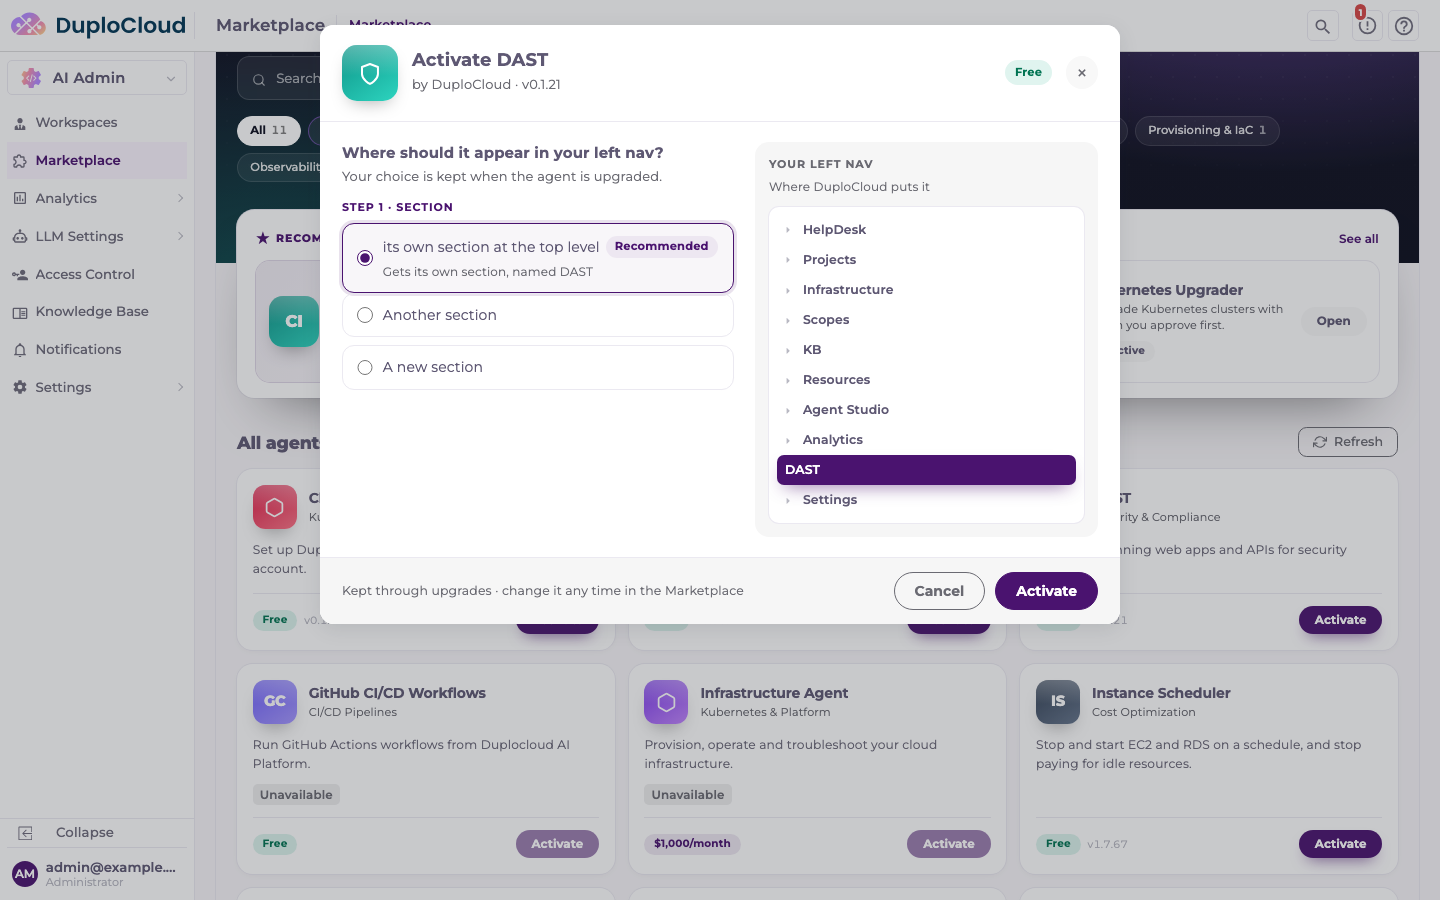 DuploCloud
Marketplace
Marketplace
1
AI Admin
Workspaces
Marketplace
Analytics
LLM Settings
Access Control
Knowledge Base
Notifications
Settings
Collapse
AM
admin@example....
Administrator
Search
All 11
Provisioning & IaC 1
Observabilit
RECOM
See all
CI
ernetes Upgrader
ade Kubernetes clusters with
you approve first.
ctive
Open
All agent
Refresh
Activate DAST
by DuploCloud · v0.1.21
Free
×
Where should it appear in your left nav?
Your choice is kept when the agent is upgraded.
STEP 1 · SECTION
its own section at the top level Recommended
Gets its own section, named DAST
Another section
A new section
YOUR LEFT NAV
Where DuploCloud puts it
HelpDesk
Projects
Infrastructure
Scopes
KB
Resources
Agent Studio
Analytics
DAST
Settings
Kept through upgrades · change it any time in the Marketplace
Cancel
Activate
Set up Dup
account.
Free
v0.1
ST
rity & Compliance
nning web apps and APIs for security
.21
Activate
GC
GitHub CI/CD Workflows
CI/CD Pipelines
Run GitHub Actions workflows from Duplocloud AI
Platform.
Unavailable
Free
Activate
Infrastructure Agent
Kubernetes & Platform
Provision, operate and troubleshoot your cloud
infrastructure.
Unavailable
$1,000/month
Activate
IS
Instance Scheduler
Cost Optimization
Stop and start EC2 and RDS on a schedule, and stop
paying for idle resources.
Free
v1.7.67
Activate